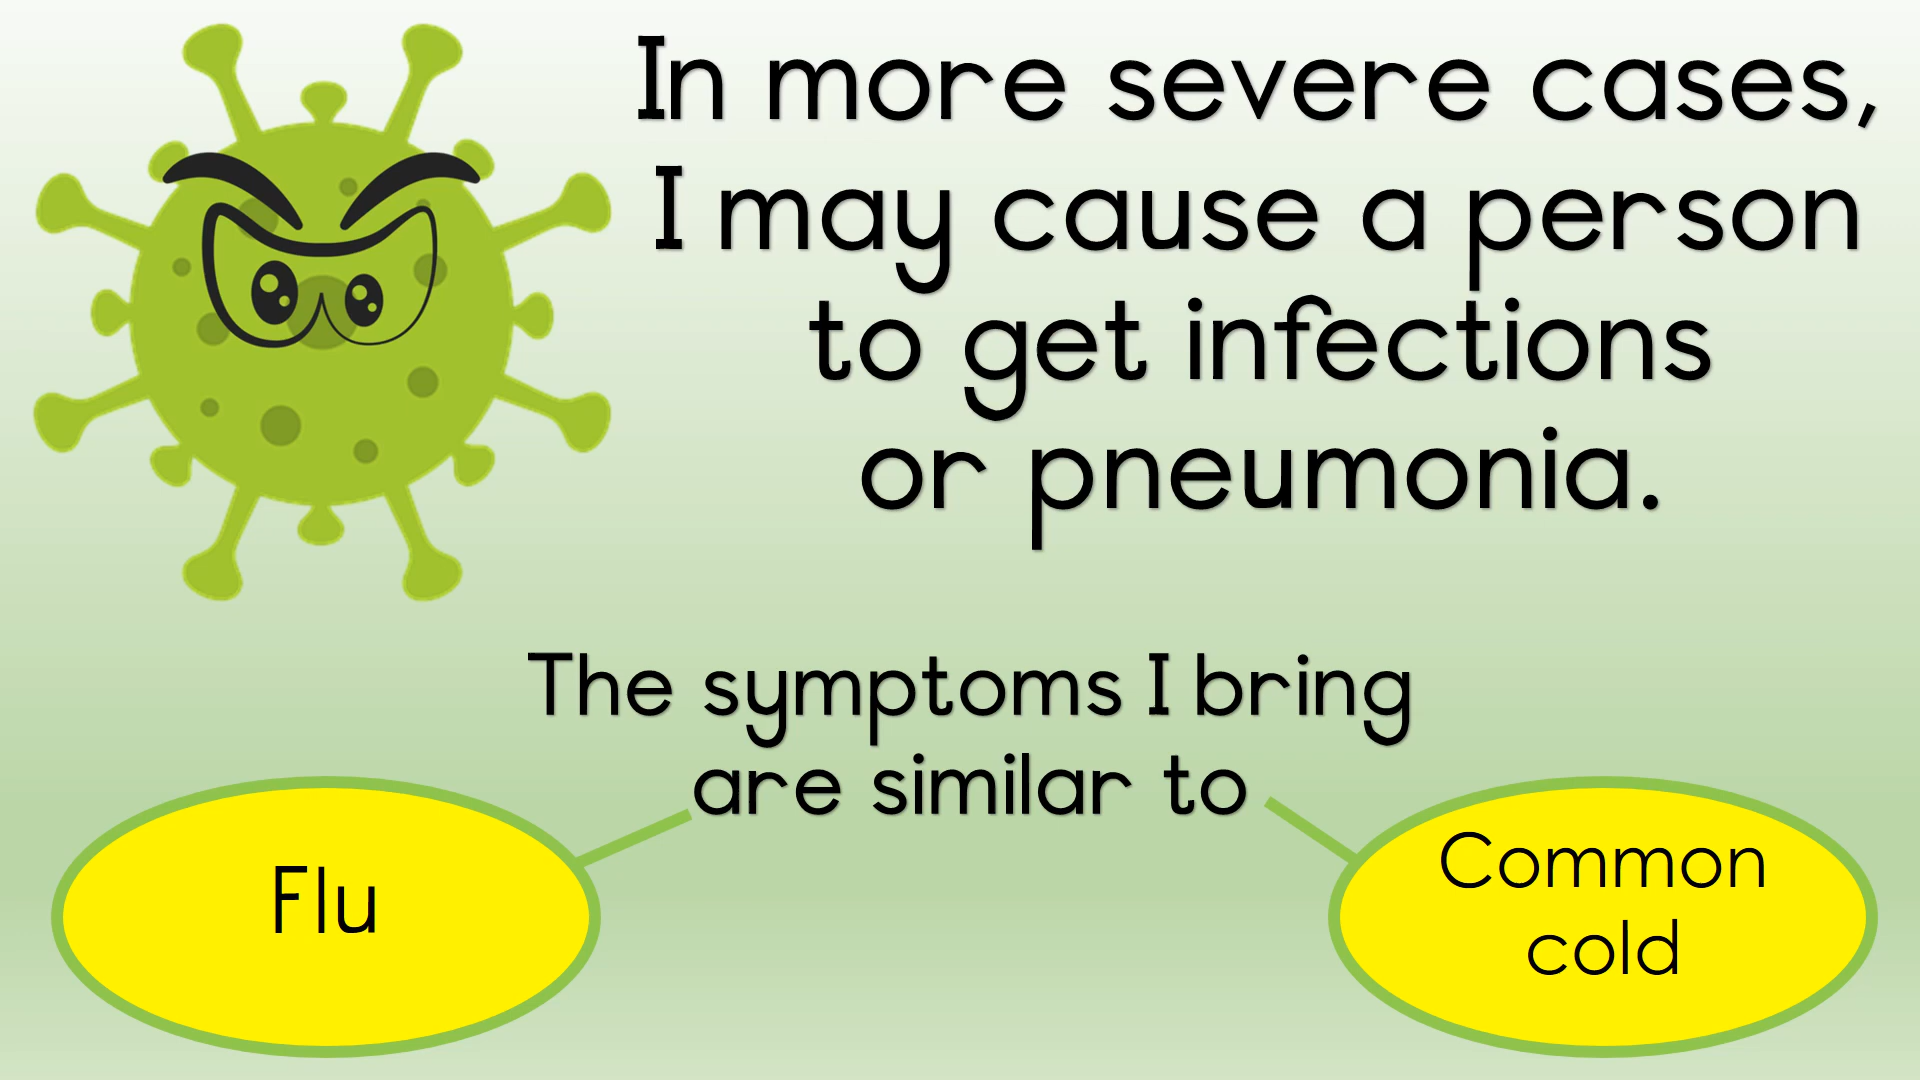 In more severe cases,
I may cause a person
to get infections
or pneumonia.
The symptoms I bring
are similar to
Flu
Common
cold